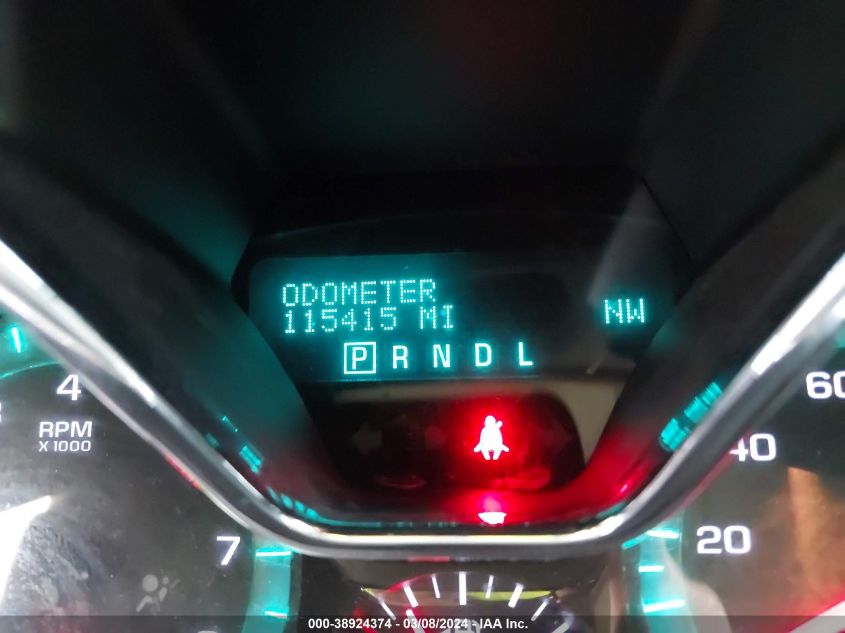 ODOMETER
115415 MI
NW
P R N D L
4
RPM
X 1000
7
60
40
20
000-38924374 - 03/08/2024 - IAA Inc.